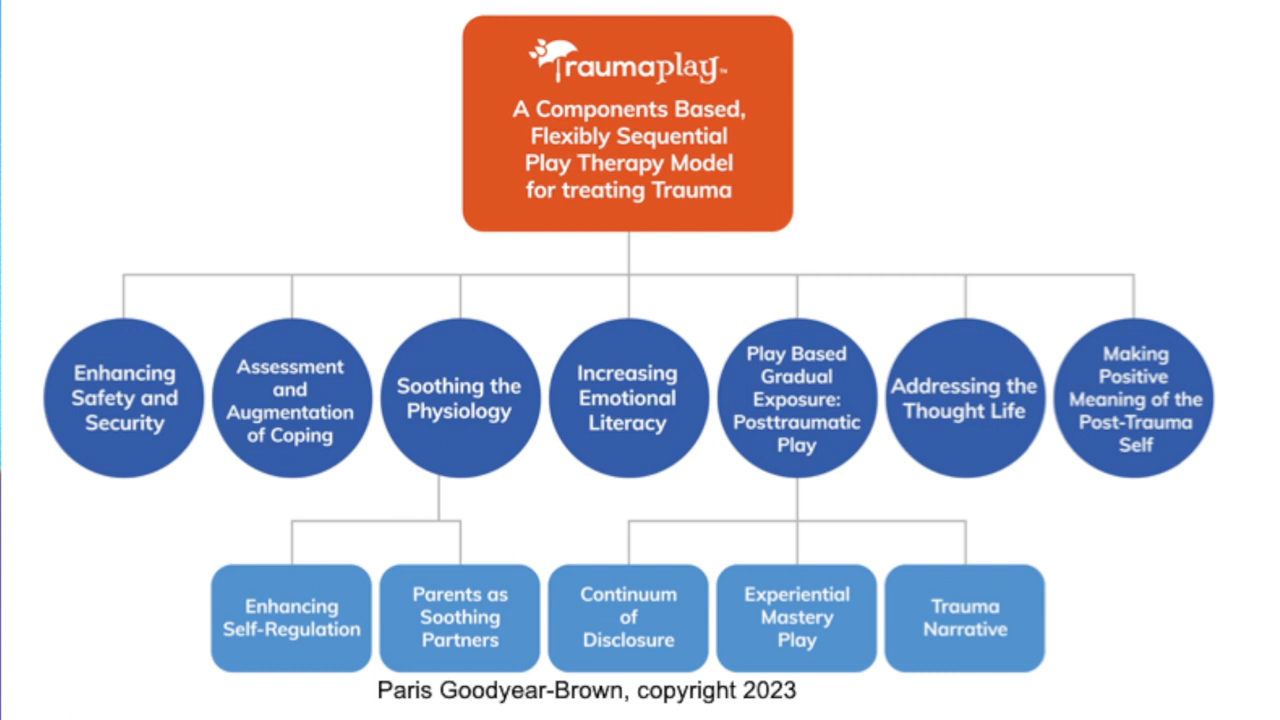 Traumaplay™
A Components Based,
Flexibly Sequential
Play Therapy Model
for treating Trauma
Enhancing
Safety and
Security
Assessment
and
Augmentation
of Coping
Soothing the
Physiology
Increasing
Emotional
Literacy
Play Based
Gradual
Exposure:
Posttraumatic
Play
Addressing the
Thought Life
Making
Positive
Meaning of the
Post-Trauma
Self
Enhancing
Self-Regulation
Parents as
Soothing
Partners
Continuum
of
Disclosure
Experiential
Mastery
Play
Trauma
Narrative
Paris Goodyear-Brown, copyright 2023